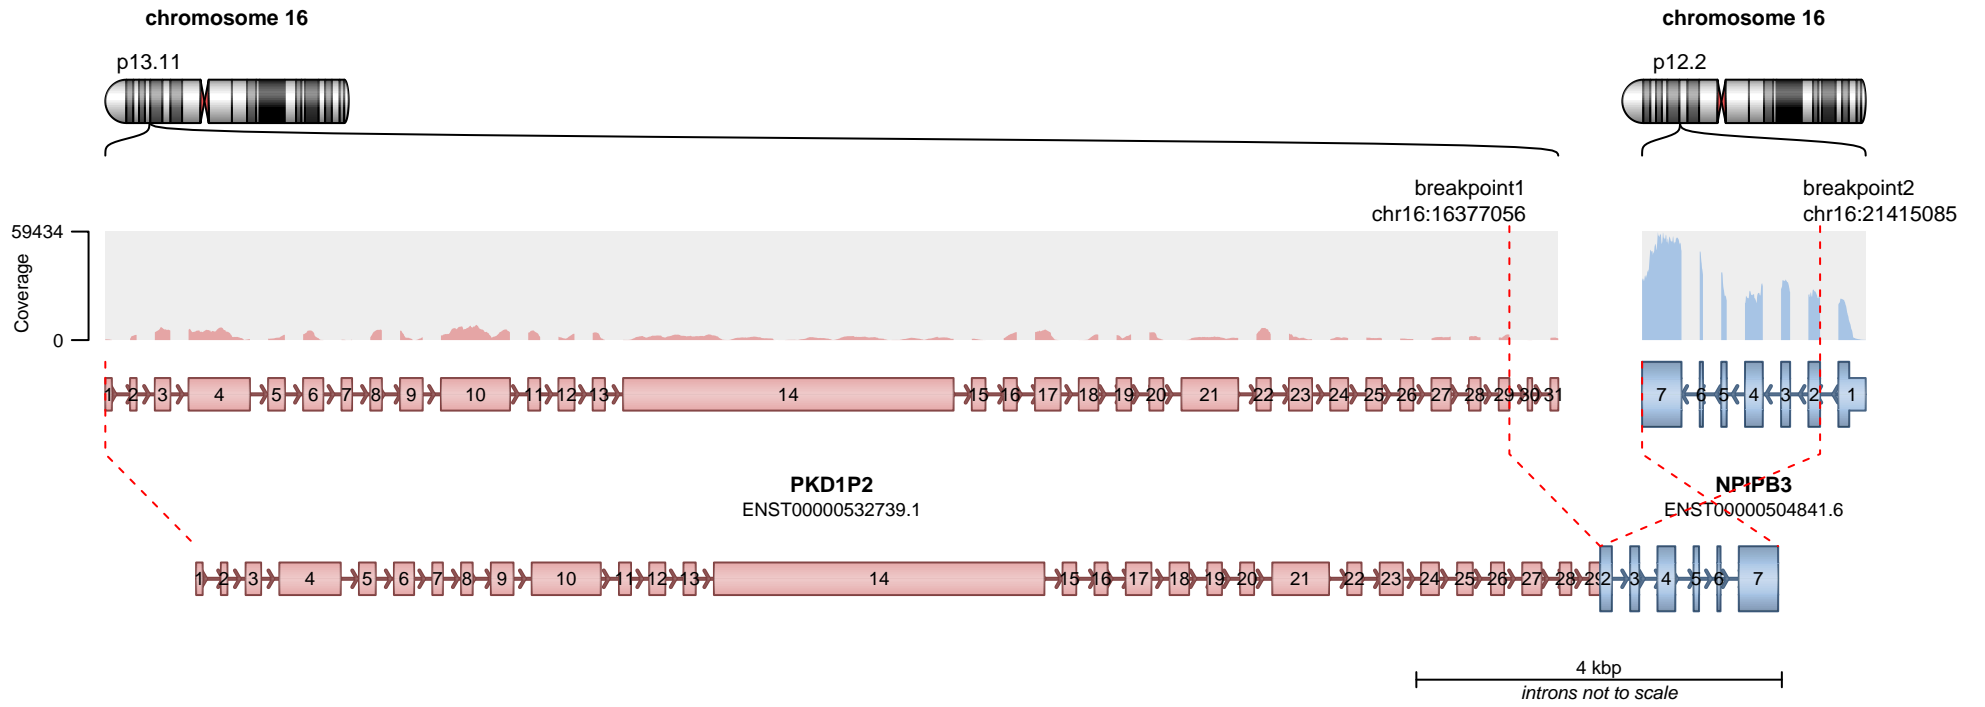 chromosome 16
chromosome 16
p13.11
p12.2
breakpoint1
chr16:16377056
breakpoint2
chr16:21415085
59434
Coverage
0
1 2 3 4 5 6 7 8 9 10 11 12 13 14 15 16 17 18 19 20 21 22 23 24 25 26 27 28 29 30 31
7 6 5 4 3 2 1
PKD1P2
ENST00000532739.1
NPIPB3
ENST00000504841.6
1 2 3 4 5 6 7 8 9 10 11 12 13 14 15 16 17 18 19 20 21 22 23 24 25 26 27 28 29 2 3 4 5 6 7
4 kbp
introns not to scale